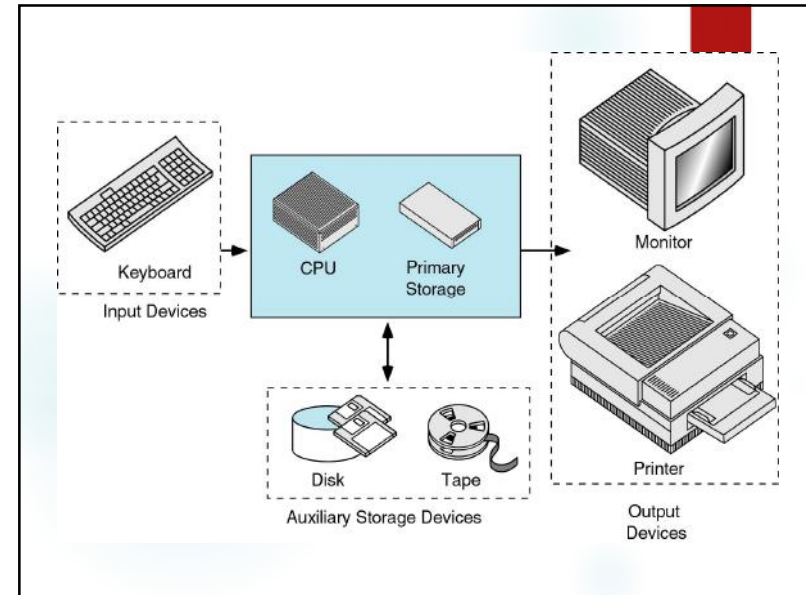 Keyboard
Input Devices
CPU
Primary
Storage
Disk
Tape
Auxiliary Storage Devices
Monitor
Printer
Output
Devices